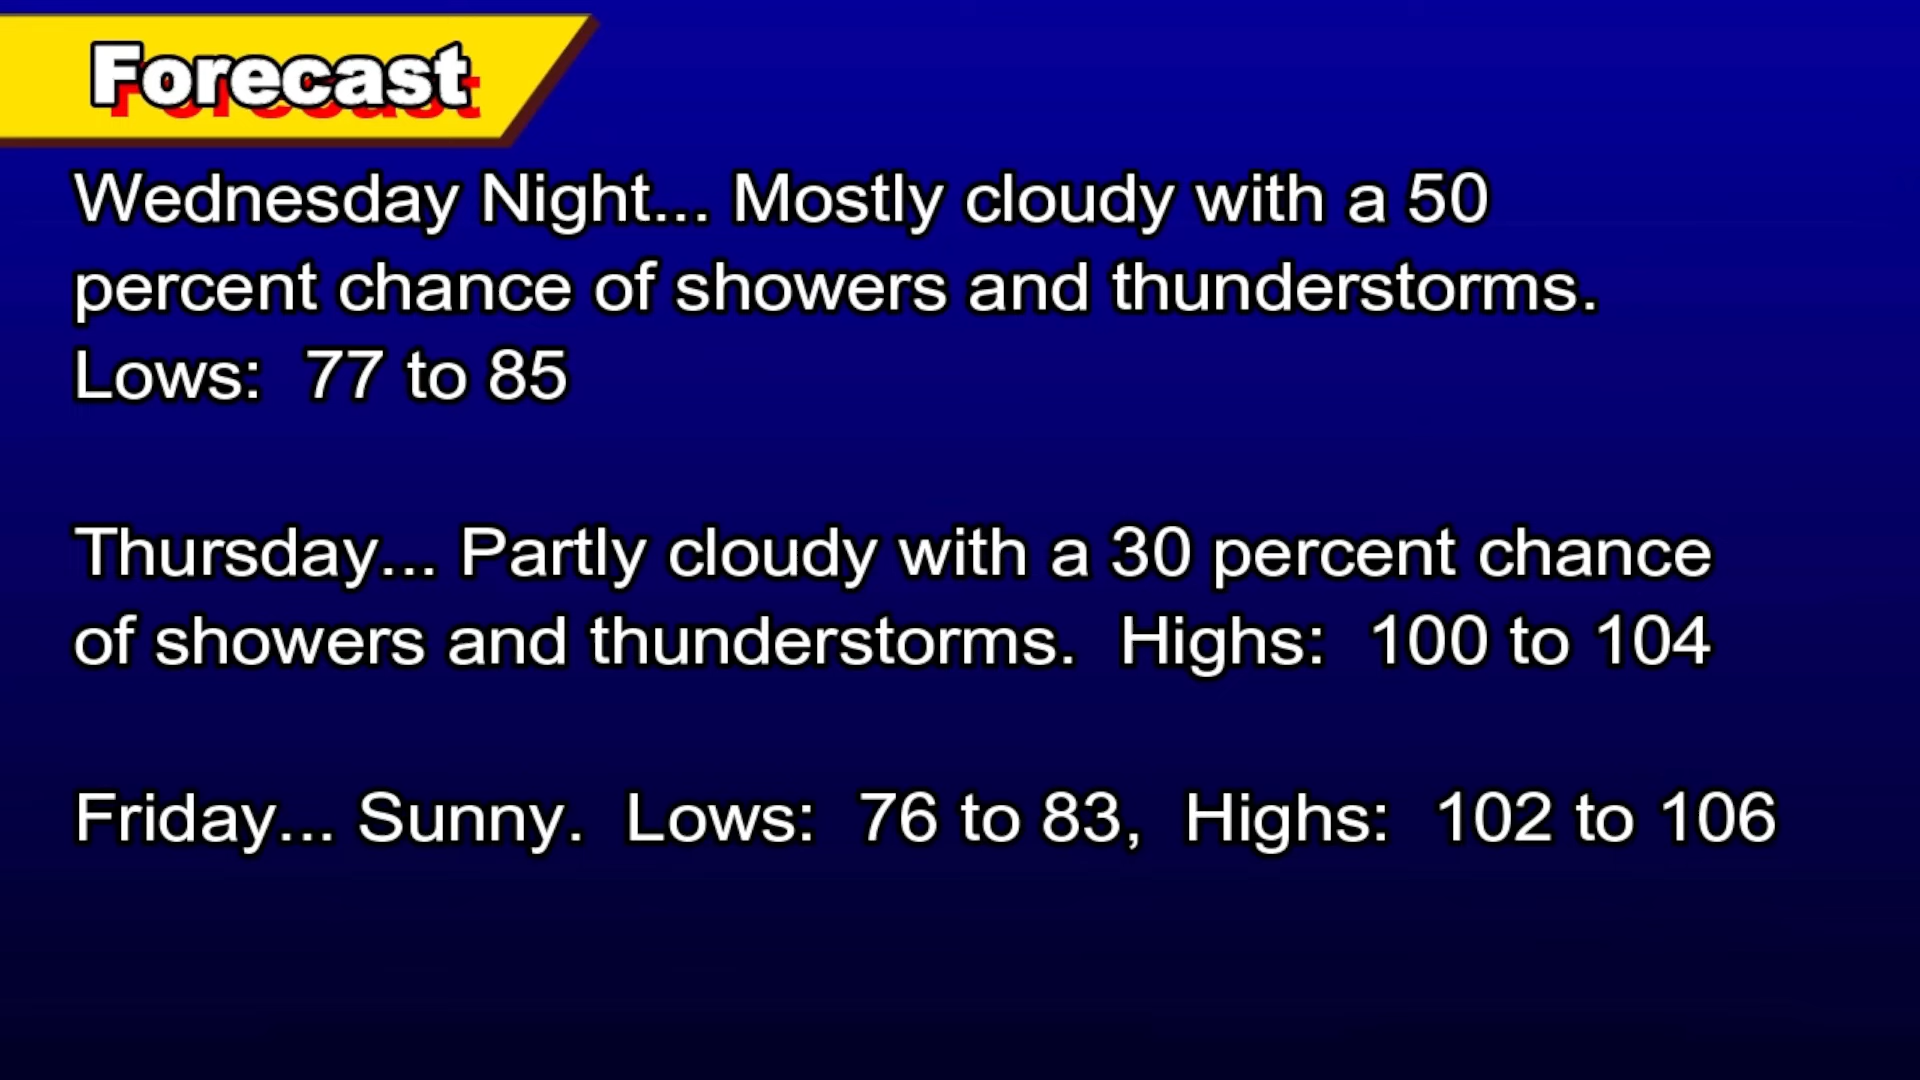 Forecast
Wednesday Night... Mostly cloudy with a 50
percent chance of showers and thunderstorms.
Lows:  77 to 85
Thursday... Partly cloudy with a 30 percent chance
of showers and thunderstorms.  Highs:  100 to 104
Friday... Sunny.  Lows:  76 to 83,  Highs:  102 to 106